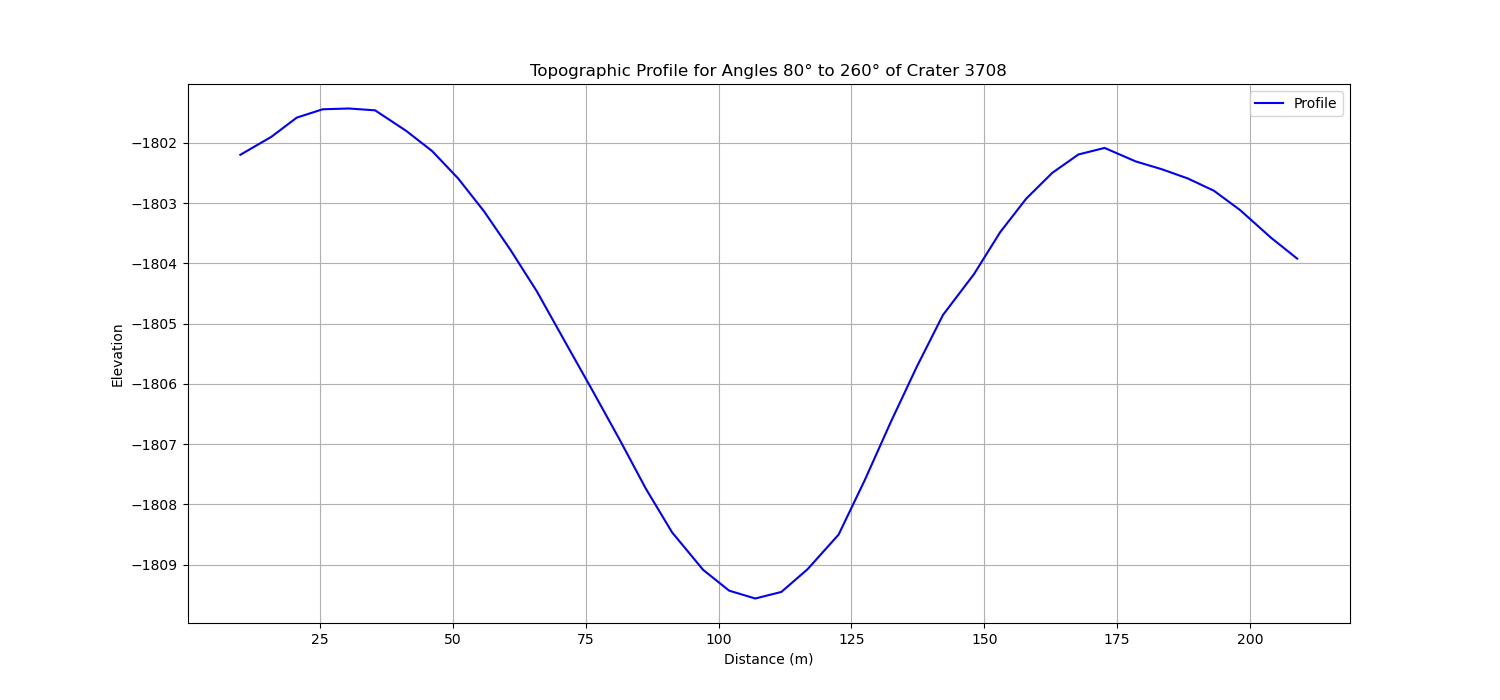 Topographic Profile for Angles 80° to 260° of Crater 3708
Profile
−1802
−1803
−1804
−1805
−1806
−1807
−1808
−1809
Elevation
25 50 75 100 125 150 175 200
Distance (m)